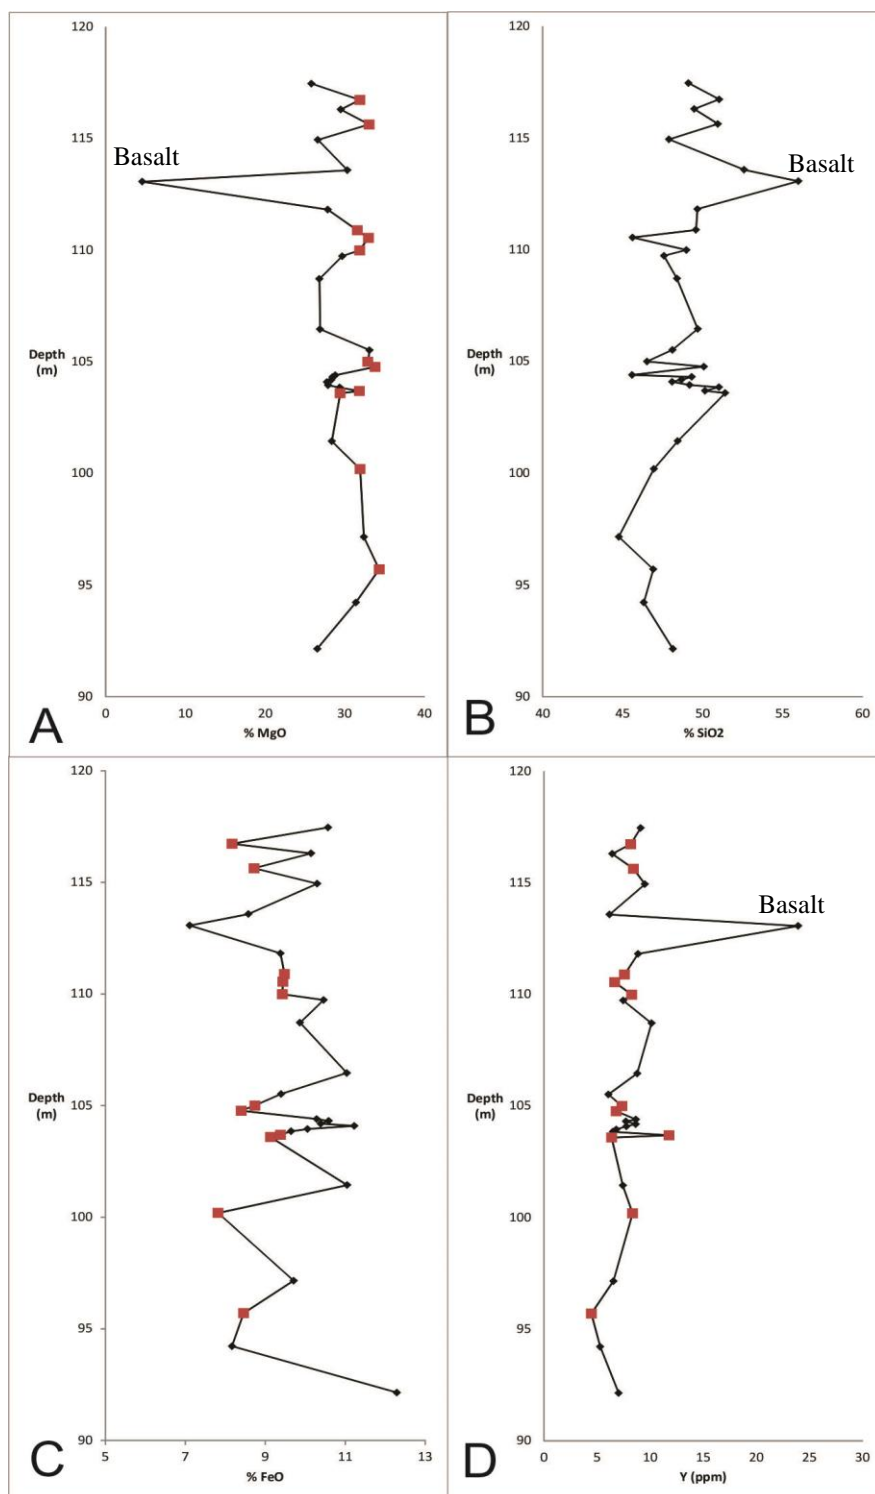 120
115
Basalt
110
Depth
(m)
105
100
95
90
0 10 20 30 40
% MgO
A
120
115
Basalt
110
Depth
(m)
105
100
95
90
40 45 50 55 60
% SiO2
B
120
115
110
Depth
(m)
105
100
95
90
5 7 9 11 13
% FeO
C
120
115
Basalt
110
Depth
(m)
105
100
95
90
0 5 10 15 20 25 30
Y (ppm)
D